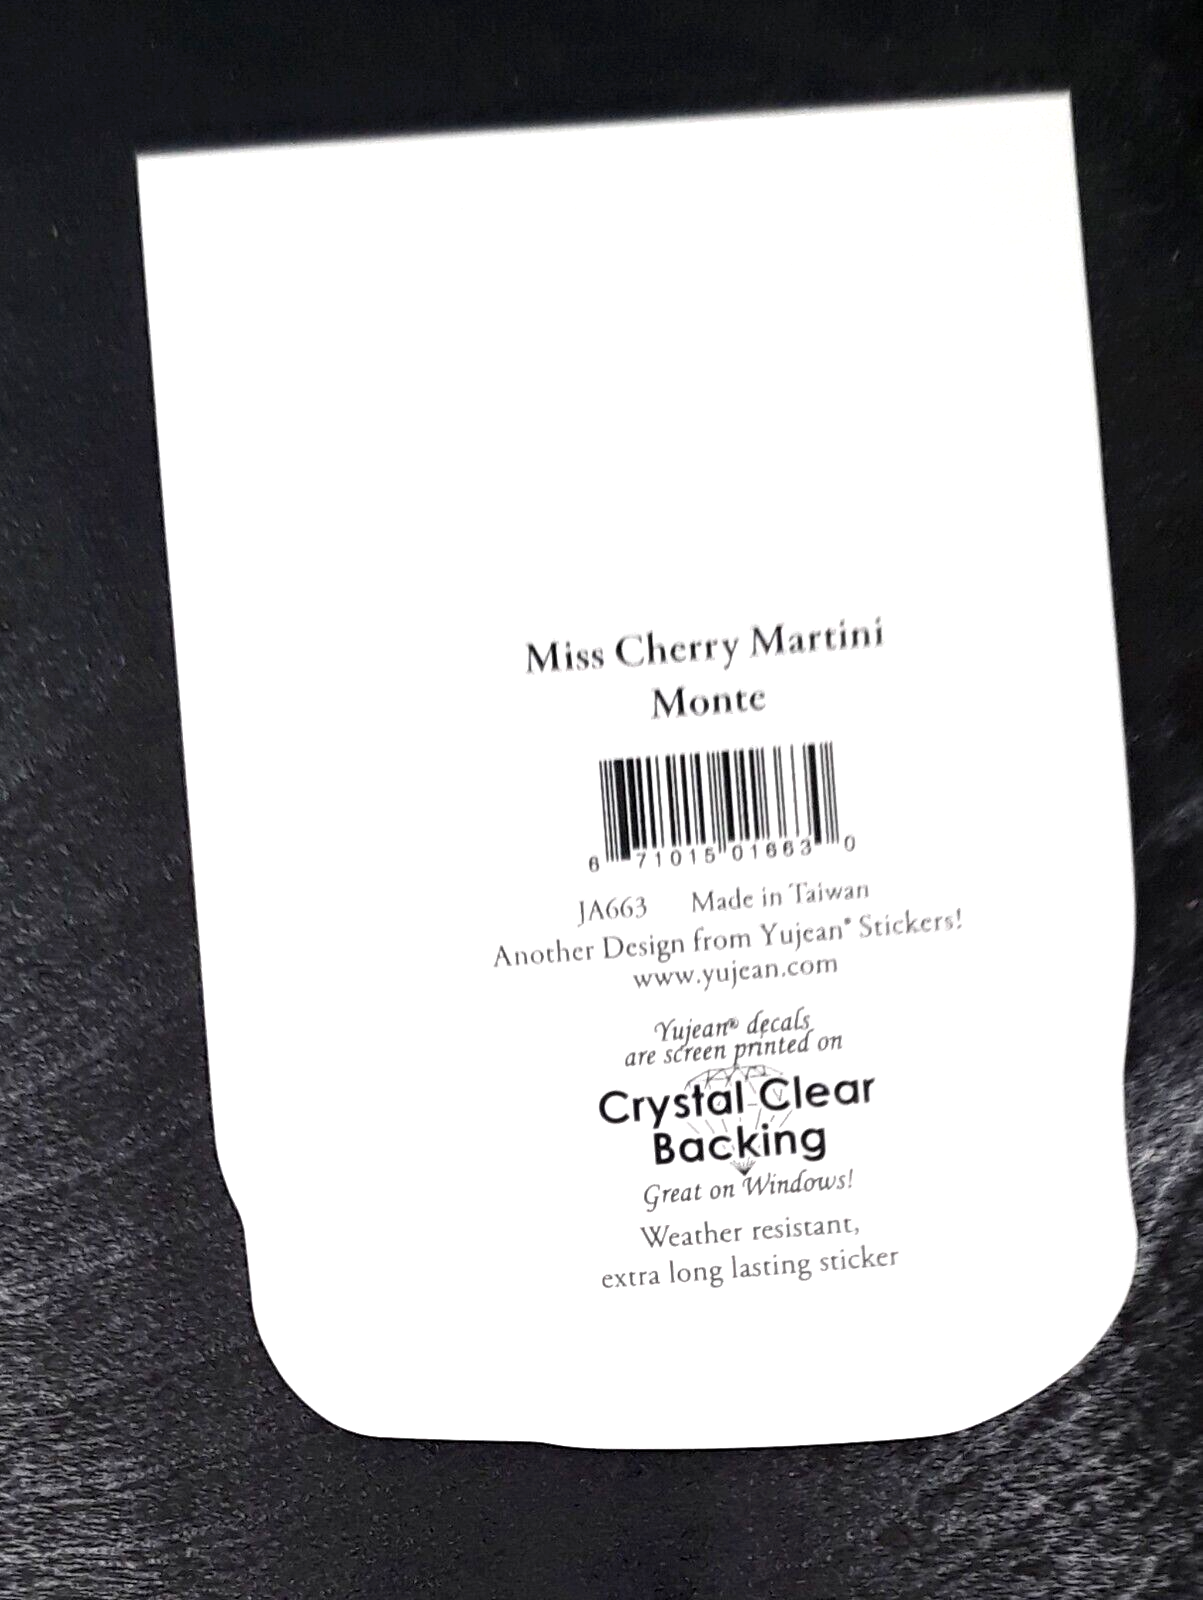 Miss Cherry Martini
Monte
6 71015 01663 0
JA663 Made in Taiwan
Another Design from Yujean® Stickers!
www.yujean.com
Yujean® decals
are screen printed on
Crystal Clear
Backing
Great on Windows!
Weather resistant,
extra long lasting sticker